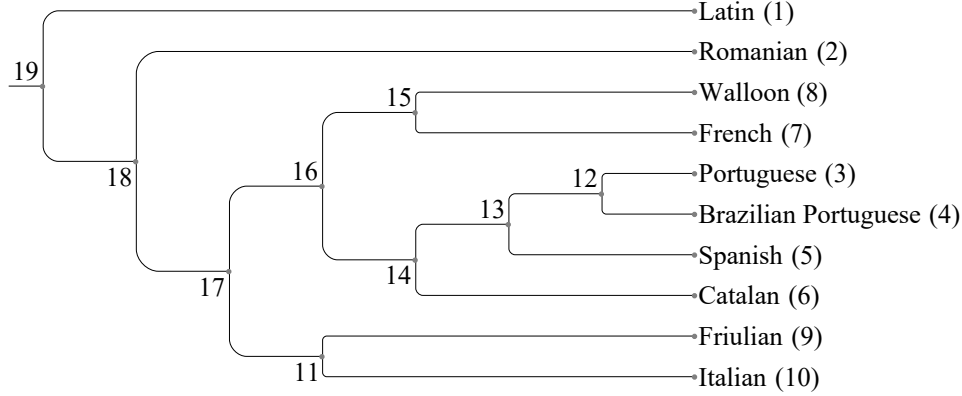 Latin (1)
19
Romanian (2)
15
Walloon (8)
French (7)
16
18
12
Portuguese (3)
13
Brazilian Portuguese (4)
Spanish (5)
14
17
Catalan (6)
Friulian (9)
11
Italian (10)